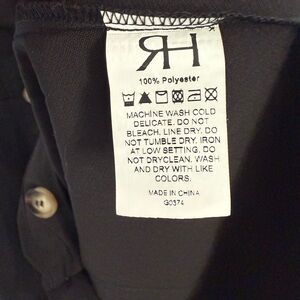 RH
100% Polyester
MACHINE WASH COLD
DELICATE. DO NOT
BLEACH. LINE DRY. DO
NOT TUMBLE DRY. IRON
AT LOW SETTING. DO
NOT DRYCLEAN. WASH
AND DRY WITH LIKE
COLORS.
MADE IN CHINA
G0374